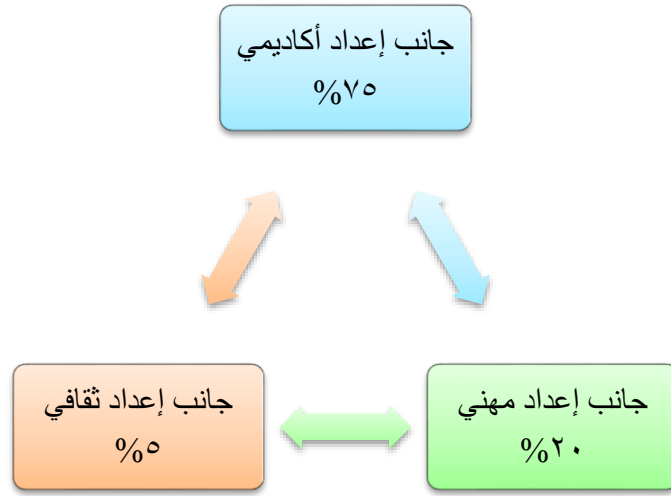 جانب إعداد أكاديمي
%٧٥
جانب إعداد مهني
%٢٠
جانب إعداد ثقافي
%٥